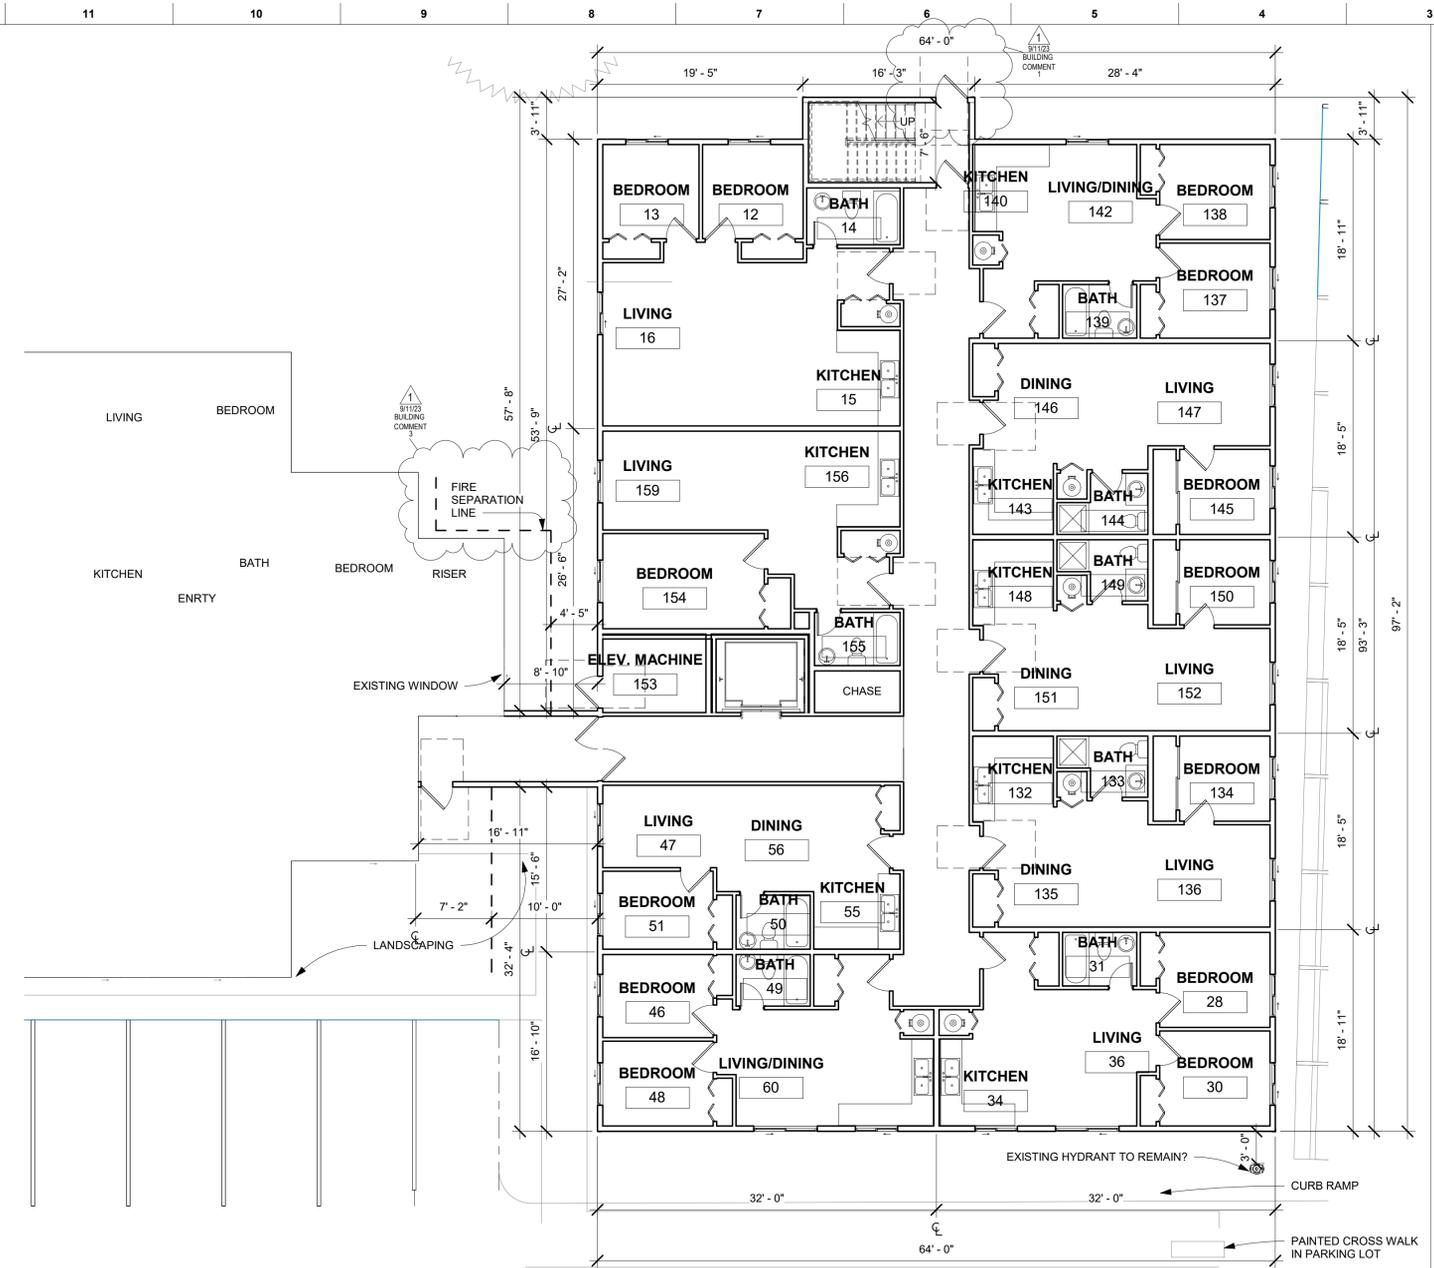 11 10 9 8 7 6 5 4 3
64' - 0"
1
9/11/23
BUILDING
COMMENT
1
19' - 5" 16' - 3" 28' - 4"
3' - 11" 3' - 11"
UP
7' - 6"
BEDROOM
13
BEDROOM
12
BATH
14
KITCHEN
140
LIVING/DINING
142
BEDROOM
138
18' - 11"
27' - 2"
BEDROOM
137
BATH
139
LIVING
16
KITCHEN
15
57' - 8"
53' - 9"
DINING
146
LIVING
147
1
9/11/23
BUILDING
COMMENT
3
LIVING
BEDROOM
18' - 5"
LIVING
159
KITCHEN
156
FIRE
SEPARATION
LINE
KITCHEN
143
BATH
144
BEDROOM
145
BATH
KITCHEN
BEDROOM
RISER
ENRTY
26' - 6"
BEDROOM
154
KITCHEN
148
BATH
149
BEDROOM
150
4' - 5"
BATH
155
18' - 5"
93' - 3"
97' - 2"
ELEV. MACHINE
153
8' - 10"
EXISTING WINDOW
CHASE
DINING
151
LIVING
152
KITCHEN
132
BATH
133
BEDROOM
134
16' - 11"
LIVING
47
DINING
56
18' - 5"
15' - 6"
DINING
135
LIVING
136
BEDROOM
51
BATH
50
KITCHEN
55
7' - 2" 10' - 0"
LANDSCAPING
32' - 4"
BATH
31
BATH
49
BEDROOM
46
BEDROOM
28
16' - 10"
18' - 11"
LIVING
36
BEDROOM
48
LIVING/DINING
60
KITCHEN
34
BEDROOM
30
3' - 0"
EXISTING HYDRANT TO REMAIN?
CURB RAMP
32' - 0" 32' - 0"
64' - 0"
PAINTED CROSS WALK
IN PARKING LOT